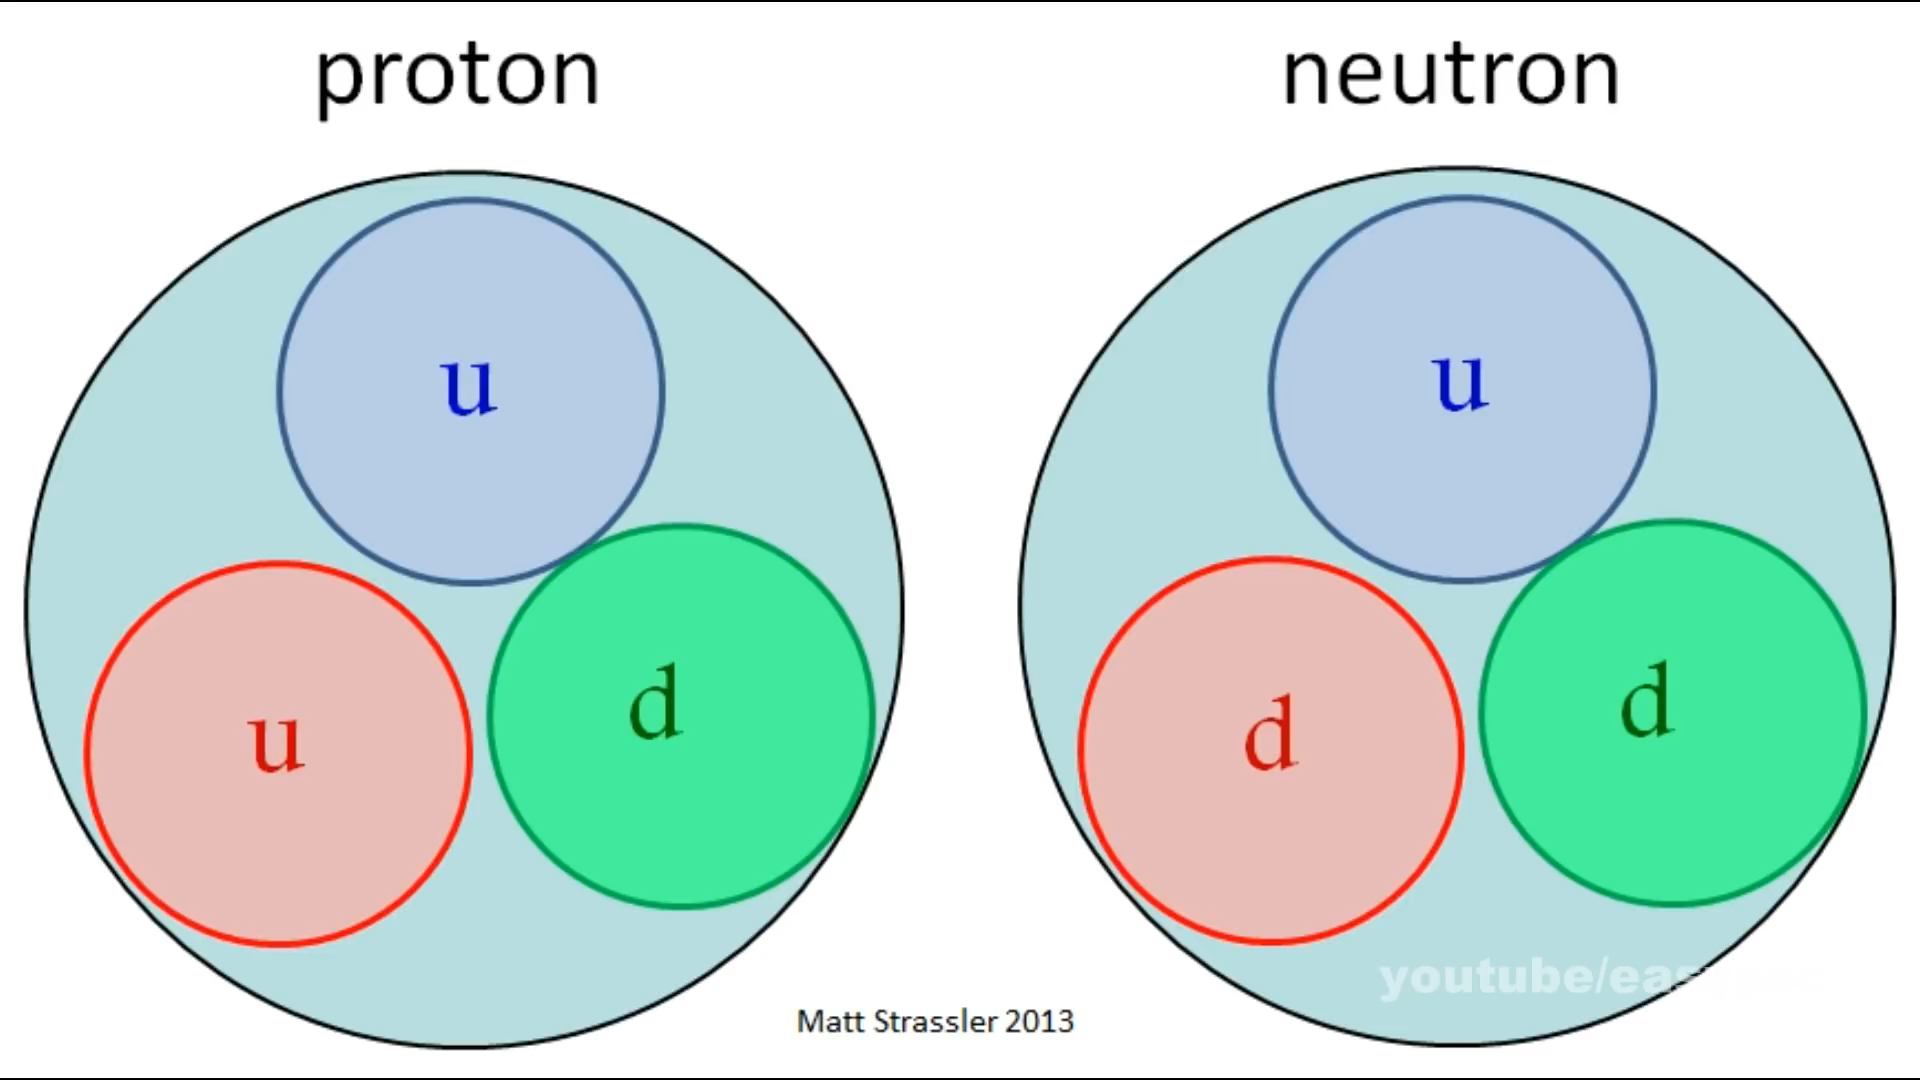 proton
neutron
u
u
u
d
d
d
Matt Strassler 2013